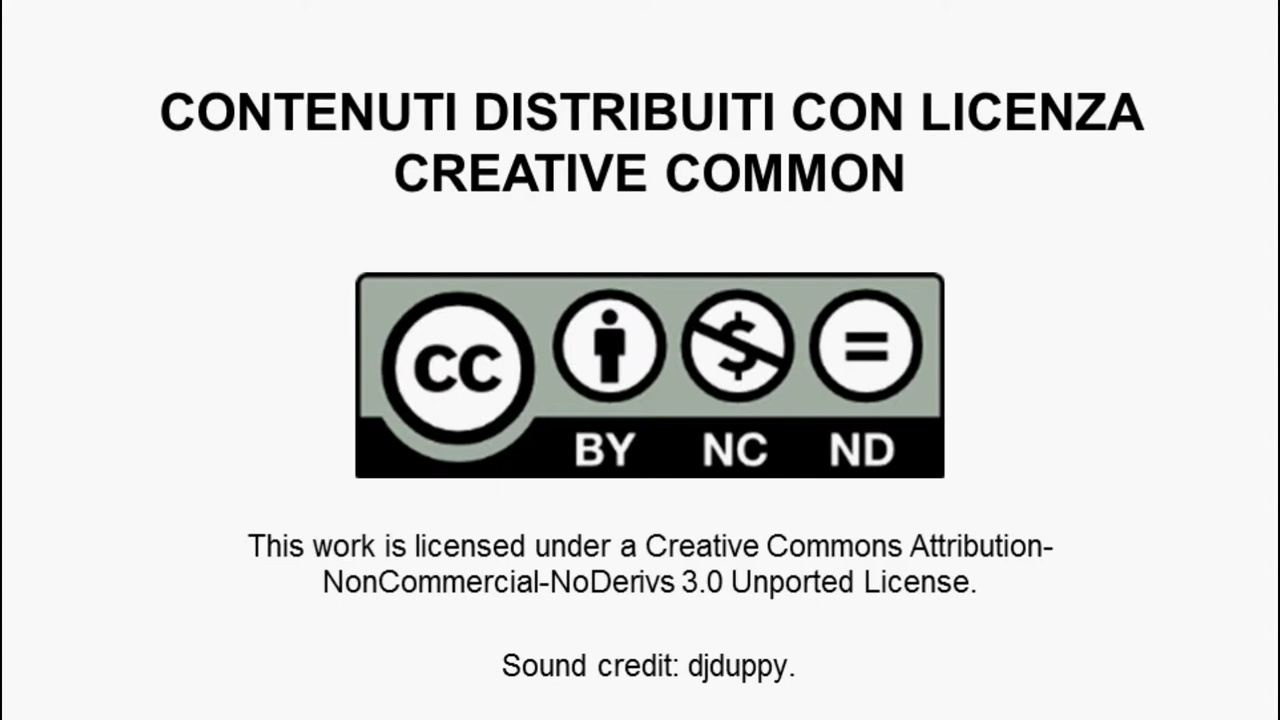 CONTENUTI DISTRIBUITI CON LICENZA
CREATIVE COMMON
CC
BY NC ND
This work is licensed under a Creative Commons Attribution-
NonCommercial-NoDerivs 3.0 Unported License.
Sound credit: djduppy.